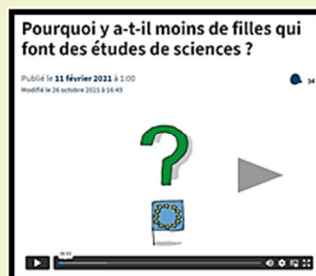 Pourquoi y a-t-il moins de filles qui
font des études de sciences ?
Publié le 11 février 2021 à 1:00
Modifié le 26 octobre 2021 à 16:45
34
?